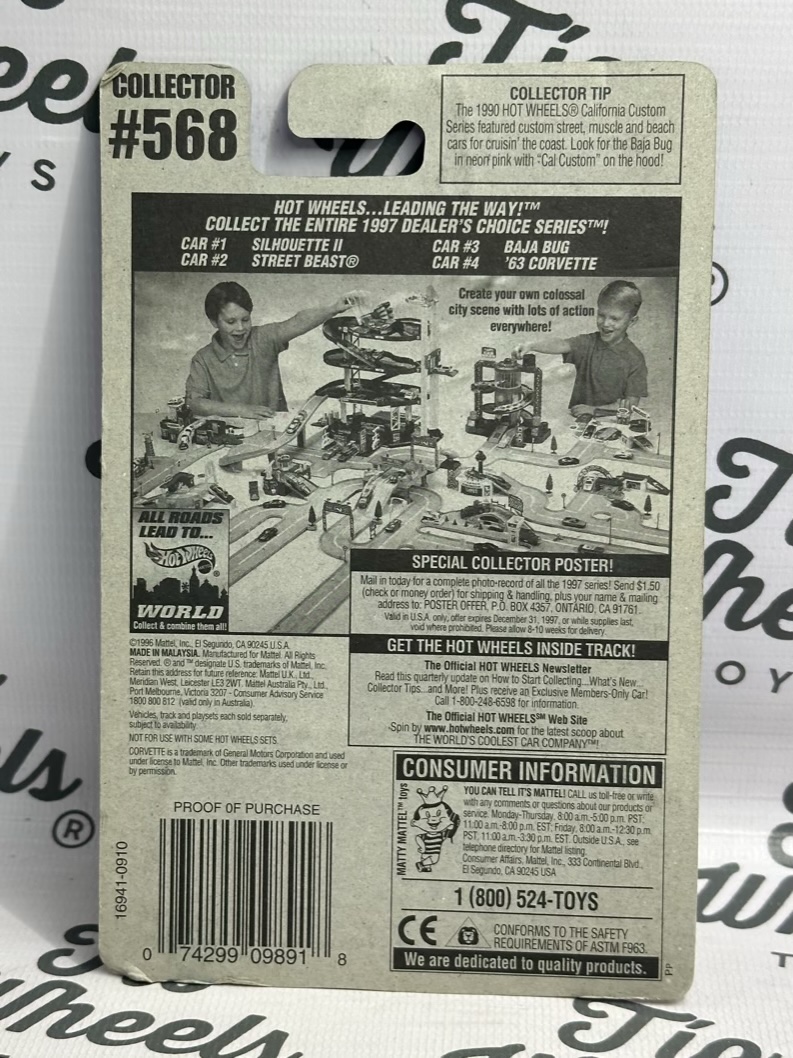 COLLECTOR
#568
COLLECTOR TIP
The 1990 HOT WHEELS® California Custom
Series featured custom street, muscle and beach
cars for cruisin' the coast. Look for the Baja Bug
in neon pink with "Cal Custom" on the hood!
HOT WHEELS...LEADING THE WAY!™
COLLECT THE ENTIRE 1997 DEALER'S CHOICE SERIES™!
CAR #1 SILHOUETTE II CAR #3 BAJA BUG
CAR #2 STREET BEAST® CAR #4 '63 CORVETTE
Create your own colossal
city scene with lots of action
everywhere!
ALL ROADS
LEAD TO...
Hot Wheels®
WORLD
Collect & combine them all!
SPECIAL COLLECTOR POSTER!
Mail in today for a complete photo-record of all the 1997 series! Send $1.50
(check or money order) for shipping & handling, plus your name & mailing
address to: POSTER OFFER, P.O. BOX 4357, ONTARIO, CA 91761.
Valid in U.S.A. only, offer expires December 31, 1997, or while supplies last,
void where prohibited. Please allow 8-10 weeks for delivery.
GET THE HOT WHEELS INSIDE TRACK!
The Official HOT WHEELS Newsletter
Read this quarterly update on How to Start Collecting...What's New...
Collector Tips...and More! Plus receive an Exclusive Members-Only Car!
Call 1-800-248-6598 for information.
The Official HOT WHEELS℠ Web Site
Spin by www.hotwheels.com for the latest scoop about
THE WORLD'S COOLEST CAR COMPANY™!
©1996 Mattel, Inc., El Segundo, CA 90245 U.S.A.
MADE IN MALAYSIA. Manufactured for Mattel. All Rights
Reserved. ® and ™ designate U.S. trademarks of Mattel, Inc.
Retain this address for future reference: Mattel U.K., Ltd.,
Meridian West, Leicester LE3 2WT. Mattel Australia Pty., Ltd.,
Port Melbourne, Victoria 3207 - Consumer Advisory Service
1800 800 812 (valid only in Australia).
Vehicles, track and playsets each sold separately,
subject to availability.
NOT FOR USE WITH SOME HOT WHEELS SETS.
CORVETTE is a trademark of General Motors Corporation and used
under license to Mattel, Inc. Other trademarks used under license or
by permission.
CONSUMER INFORMATION
MATTY MATTEL™ toys
YOU CAN TELL IT'S MATTEL! CALL us toll-free or write
with any comments or questions about our products or
service. Monday-Thursday, 8:00 a.m.-5:00 p.m. PST;
11:00 a.m.-8:00 p.m. EST; Friday, 8:00 a.m.-12:30 p.m.
PST; 11:00 a.m.-3:30 p.m. EST. Outside U.S.A., see
telephone directory for Mattel listing.
Consumer Affairs, Mattel, Inc., 333 Continental Blvd.,
El Segundo, CA 90245 USA
1 (800) 524-TOYS
CE
CONFORMS TO THE SAFETY
REQUIREMENTS OF ASTM F963.
We are dedicated to quality products.
PP
PROOF OF PURCHASE
16941-0910
0 74299 09891 8